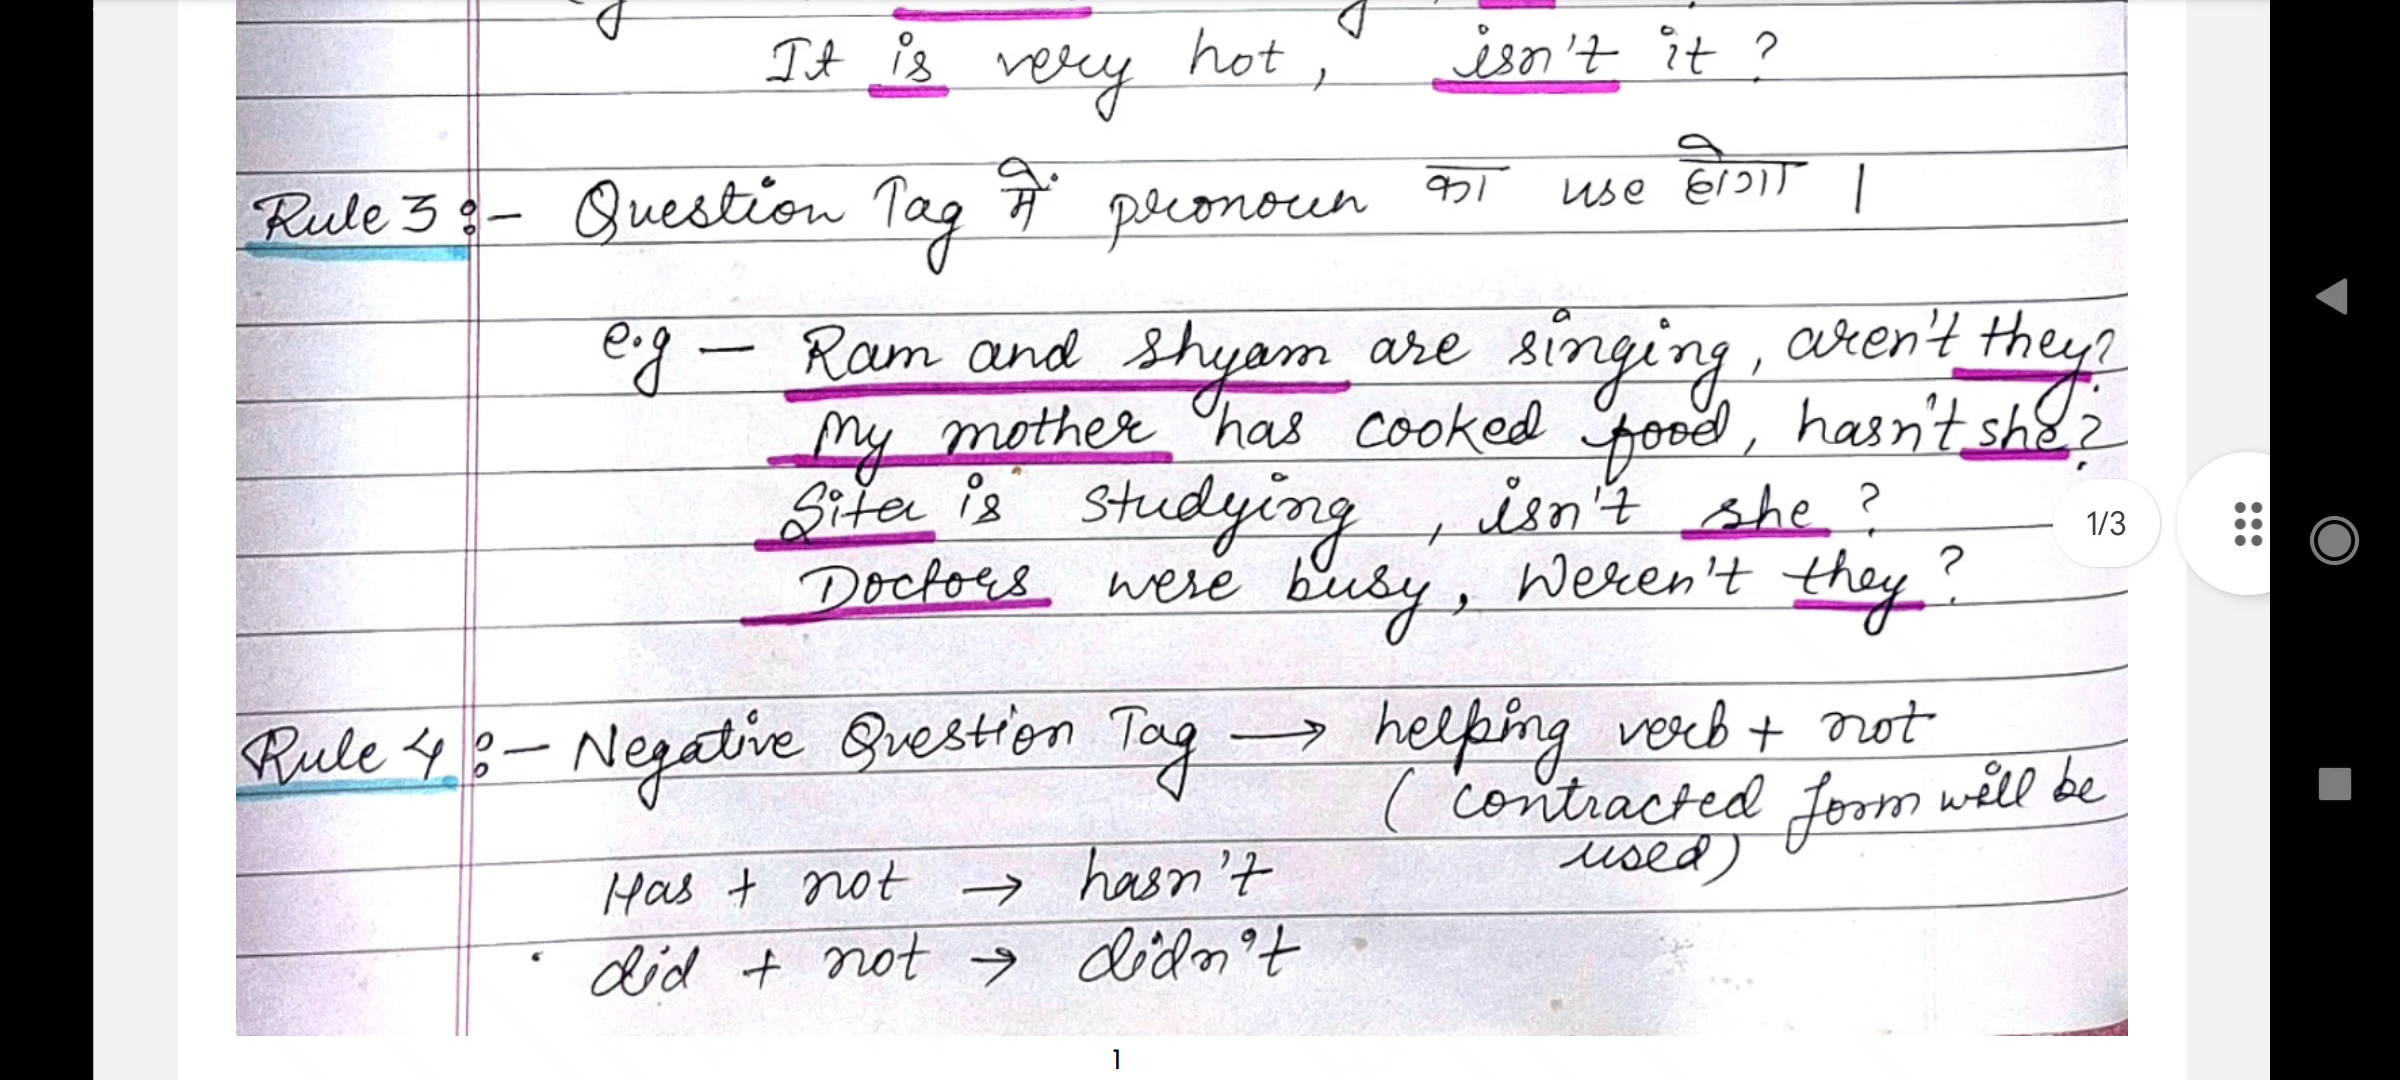 It is very hot, isn't it ?
Rule 3 :- Question Tag में pronoun का use होगा ।
e.g - Ram and Shyam are singing, aren't they?
My mother has cooked food, hasn't she?
Sita is studying, isn't she ?
Doctors were busy, Weren't they ?
1/3
Rule 4 :- Negative Question Tag → helping verb + not
( contracted form will be
used)
Has + not → hasn't
did + not → didn't
1